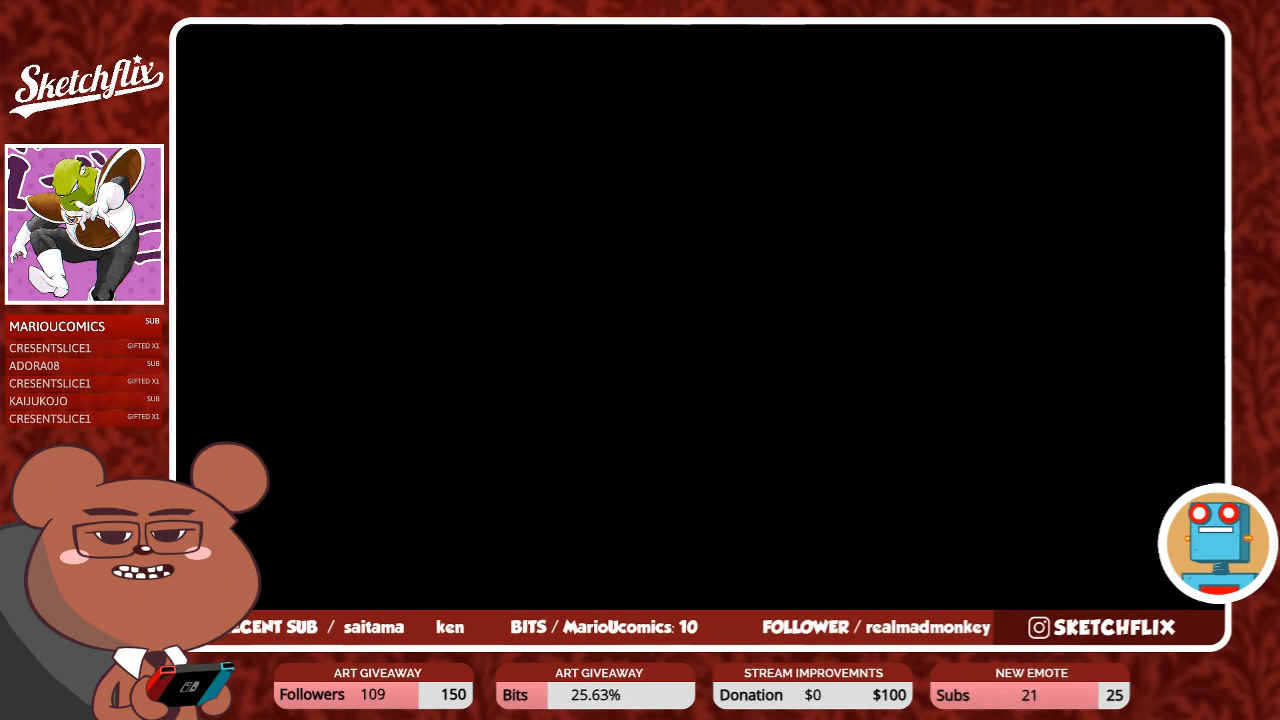 Sketchflix
MARIOUCOMICS SUB
CRESENTSLICE1 GIFTED X1
ADORA08 SUB
CRESENTSLICE1 GIFTED X1
KAIJUKOJO SUB
CRESENTSLICE1 GIFTED X1
SUB / saitama ken BITS / MarioUcomics: 10 FOLLOWER / realmadmonkey SKETCHFLIX
ART GIVEAWAY
Followers 109 150
ART GIVEAWAY
Bits 25.63%
STREAM IMPROVEMNTS
Donation $0 $100
NEW EMOTE
Subs 21 25